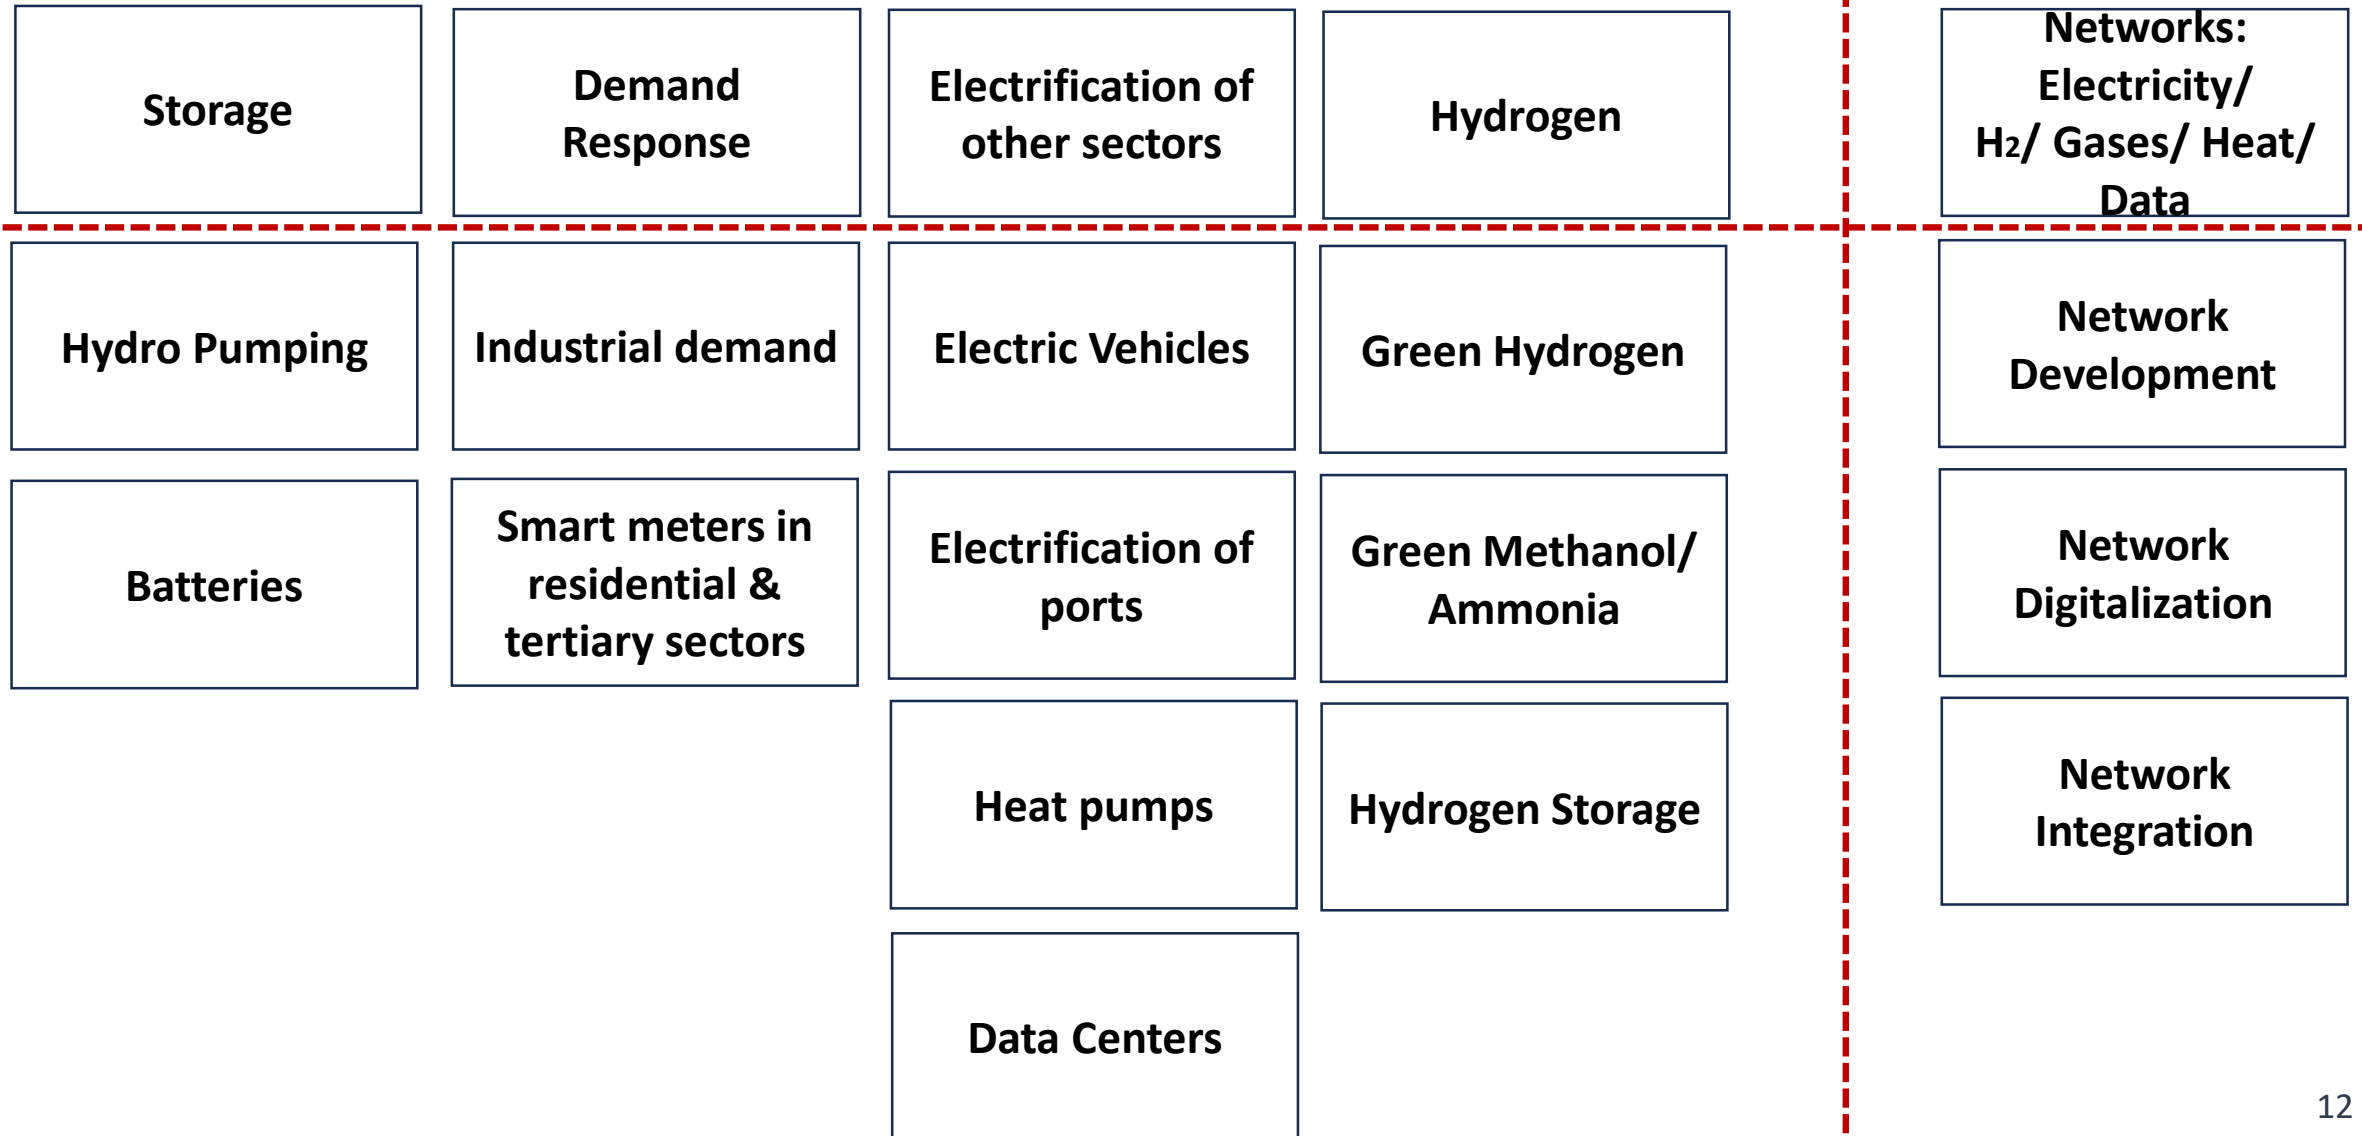 Storage
Demand
Response
Electrification of
other sectors
Hydrogen
Networks:
Electricity/
H2/ Gases/ Heat/
Data
Hydro Pumping
Industrial demand
Electric Vehicles
Green Hydrogen
Network
Development
Batteries
Smart meters in
residential &
tertiary sectors
Electrification of
ports
Green Methanol/
Ammonia
Network
Digitalization
Heat pumps
Hydrogen Storage
Network
Integration
Data Centers
12